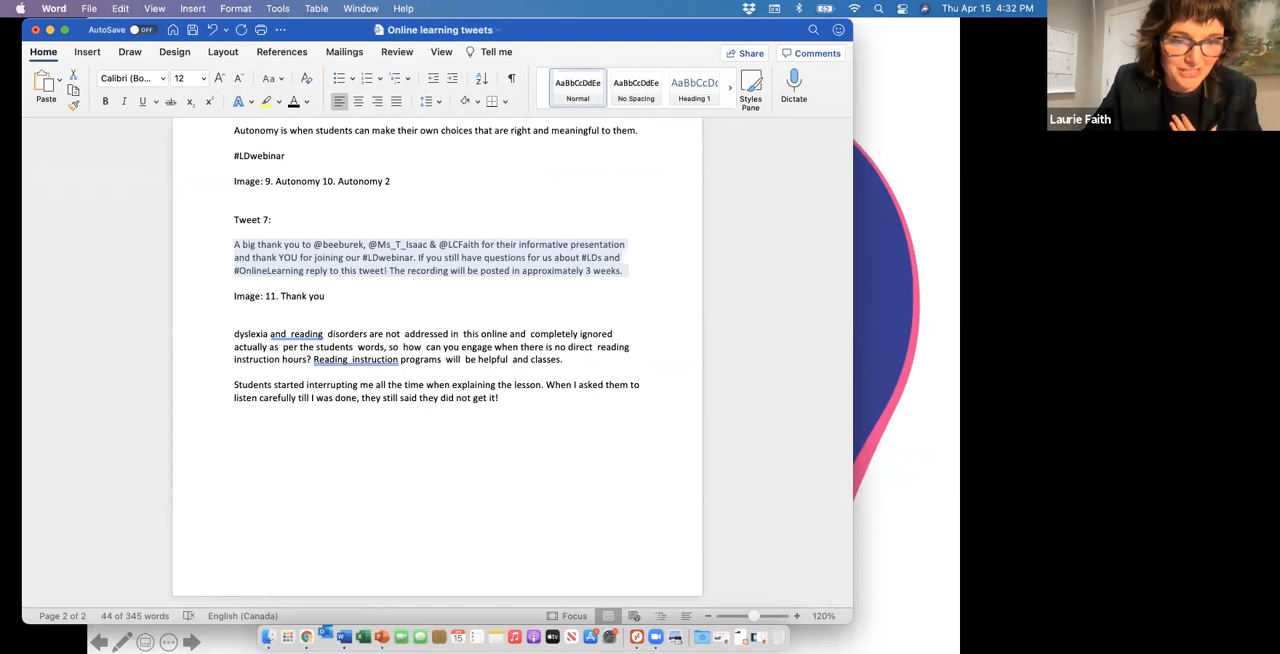 Word File Edit View Insert Format Tools Table Window Help Thu Apr 15 4:32 PM
AutoSave OFF Online learning tweets
Home Insert Draw Design Layout References Mailings Review View Tell me Share Comments
Calibri (Bo... 12 Aa AaBbCcDdEe AaBbCcDdEe AaBbCcDc
Paste B I U ab x₂ x² A A Normal No Spacing Heading 1 Styles Pane Dictate
Laurie Faith
Autonomy is when students can make their own choices that are right and meaningful to them.
#LDwebinar
Image: 9. Autonomy 10. Autonomy 2
Tweet 7:
A big thank you to @beeburek, @Ms_T_Isaac & @LCFaith for their informative presentation
and thank YOU for joining our #LDwebinar. If you still have questions for us about #LDs and
#OnlineLearning reply to this tweet! The recording will be posted in approximately 3 weeks.
Image: 11. Thank you
dyslexia and reading disorders are not addressed in this online and completely ignored
actually as per the students words, so how can you engage when there is no direct reading
instruction hours? Reading instruction programs will be helpful and classes.
Students started interrupting me all the time when explaining the lesson. When I asked them to
listen carefully till I was done, they still said they did not get it!
Page 2 of 2 44 of 345 words English (Canada) Focus 120%